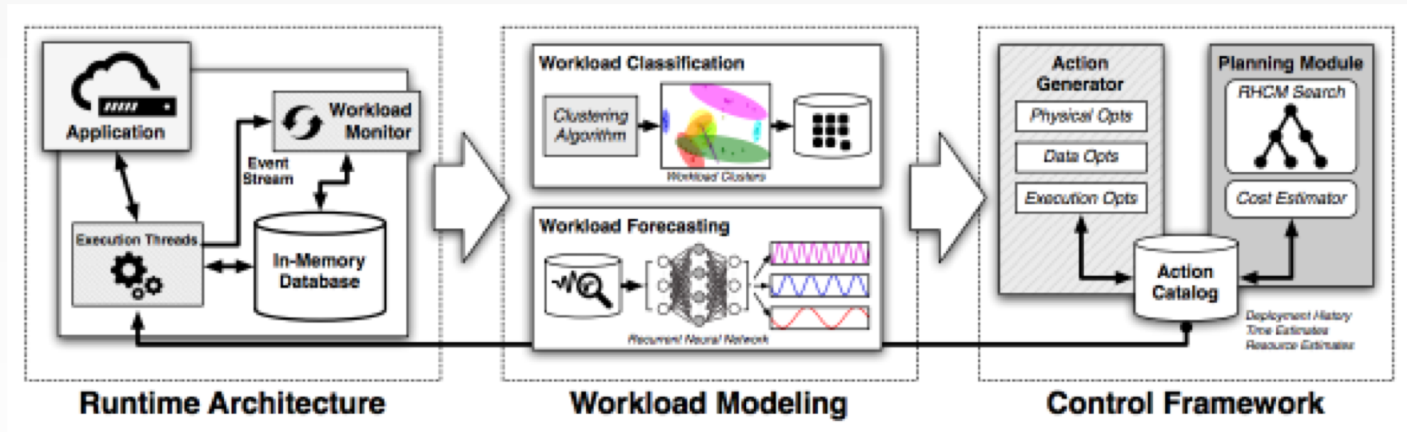 Application
Workload
Monitor
Event
Stream
Execution Threads
In-Memory
Database
Runtime Architecture
Workload Classification
Clustering
Algorithm
Workload Clusters
Workload Forecasting
Recurrent Neural Network
Workload Modeling
Action
Generator
Physical Opts
Data Opts
Execution Opts
Planning Module
RHCM Search
Cost Estimator
Action
Catalog
Deployment History
Time Estimates
Resource Estimates
Control Framework